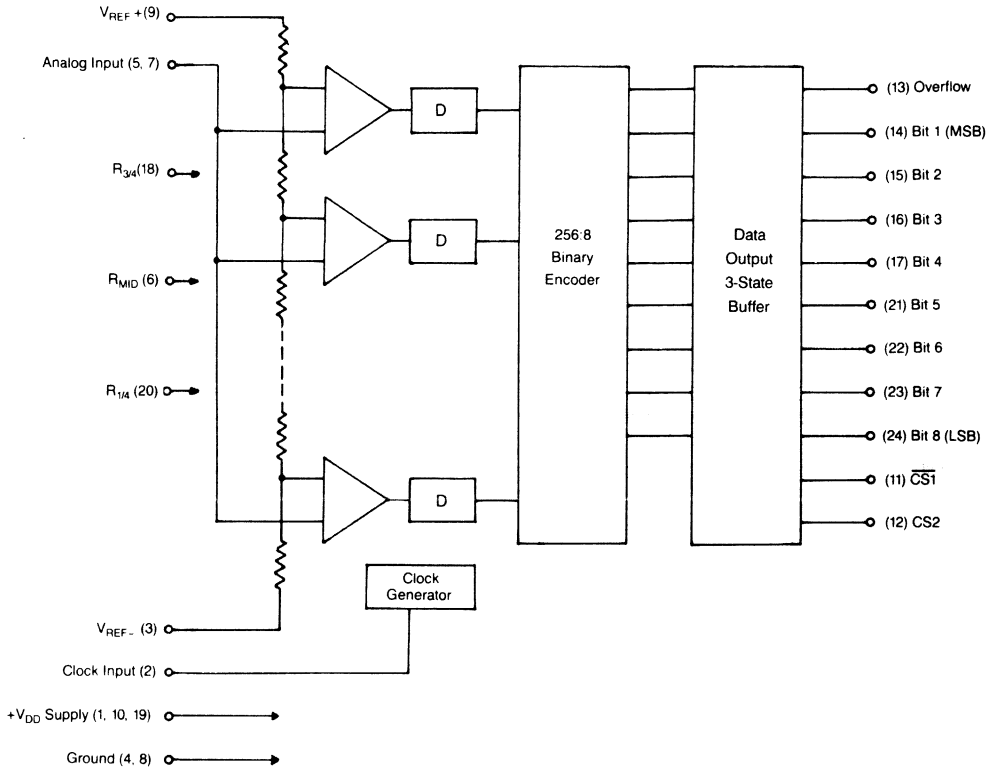 V_REF +(9)
Analog Input (5, 7)
R_3/4(18)
R_MID (6)
R_1/4 (20)
V_REF– (3)
Clock Input (2)
+V_DD Supply (1, 10, 19)
Ground (4, 8)
D
D
D
Clock
Generator
256:8
Binary
Encoder
Data
Output
3-State
Buffer
(13) Overflow
(14) Bit 1 (MSB)
(15) Bit 2
(16) Bit 3
(17) Bit 4
(21) Bit 5
(22) Bit 6
(23) Bit 7
(24) Bit 8 (LSB)
(11) C̅S̅1̅
(12) CS2